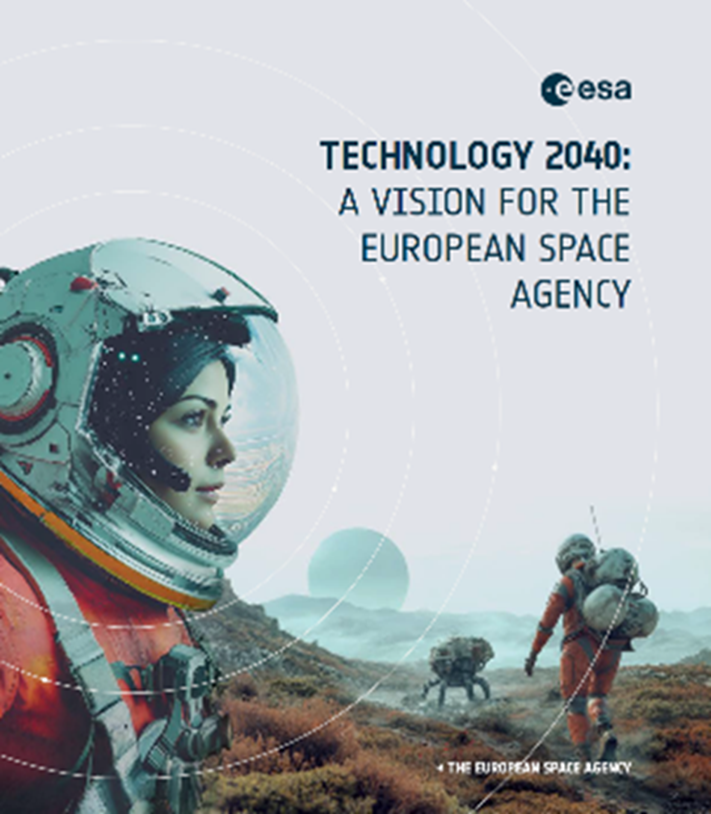 esa
TECHNOLOGY 2040:
A VISION FOR THE
EUROPEAN SPACE
AGENCY
THE EUROPEAN SPACE AGENCY